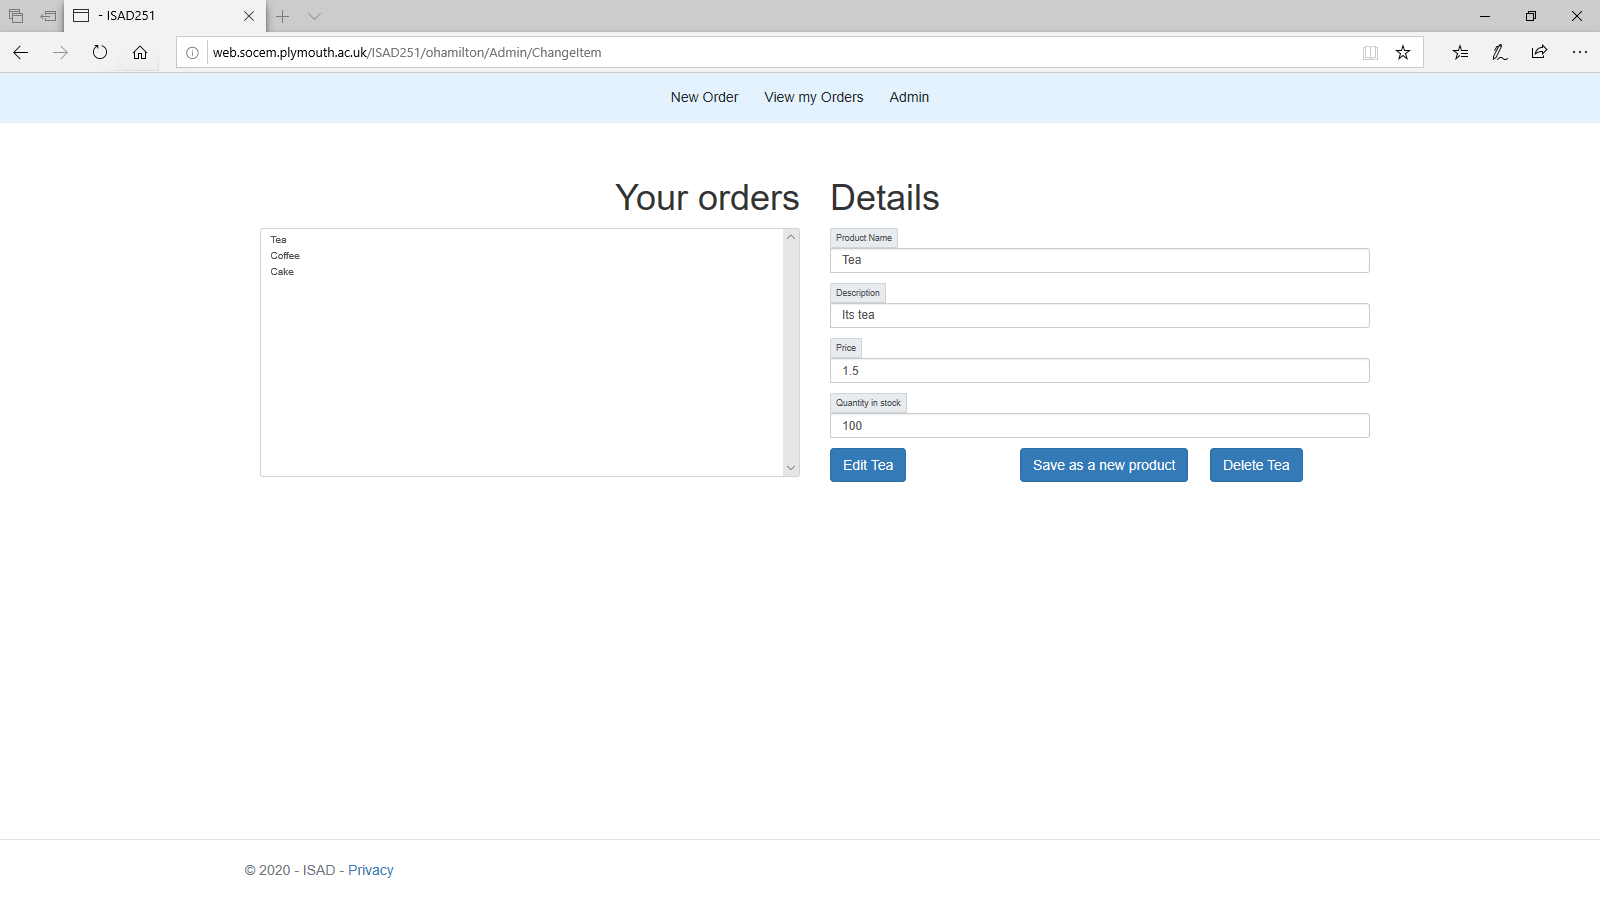 - ISAD251
web.socem.plymouth.ac.uk/ISAD251/ohamilton/Admin/ChangeItem
New Order View my Orders Admin
Your orders
Tea
Coffee
Cake
Details
Product Name
Tea
Description
Its tea
Price
1.5
Quantity in stock
100
Edit Tea Save as a new product Delete Tea
© 2020 - ISAD - Privacy